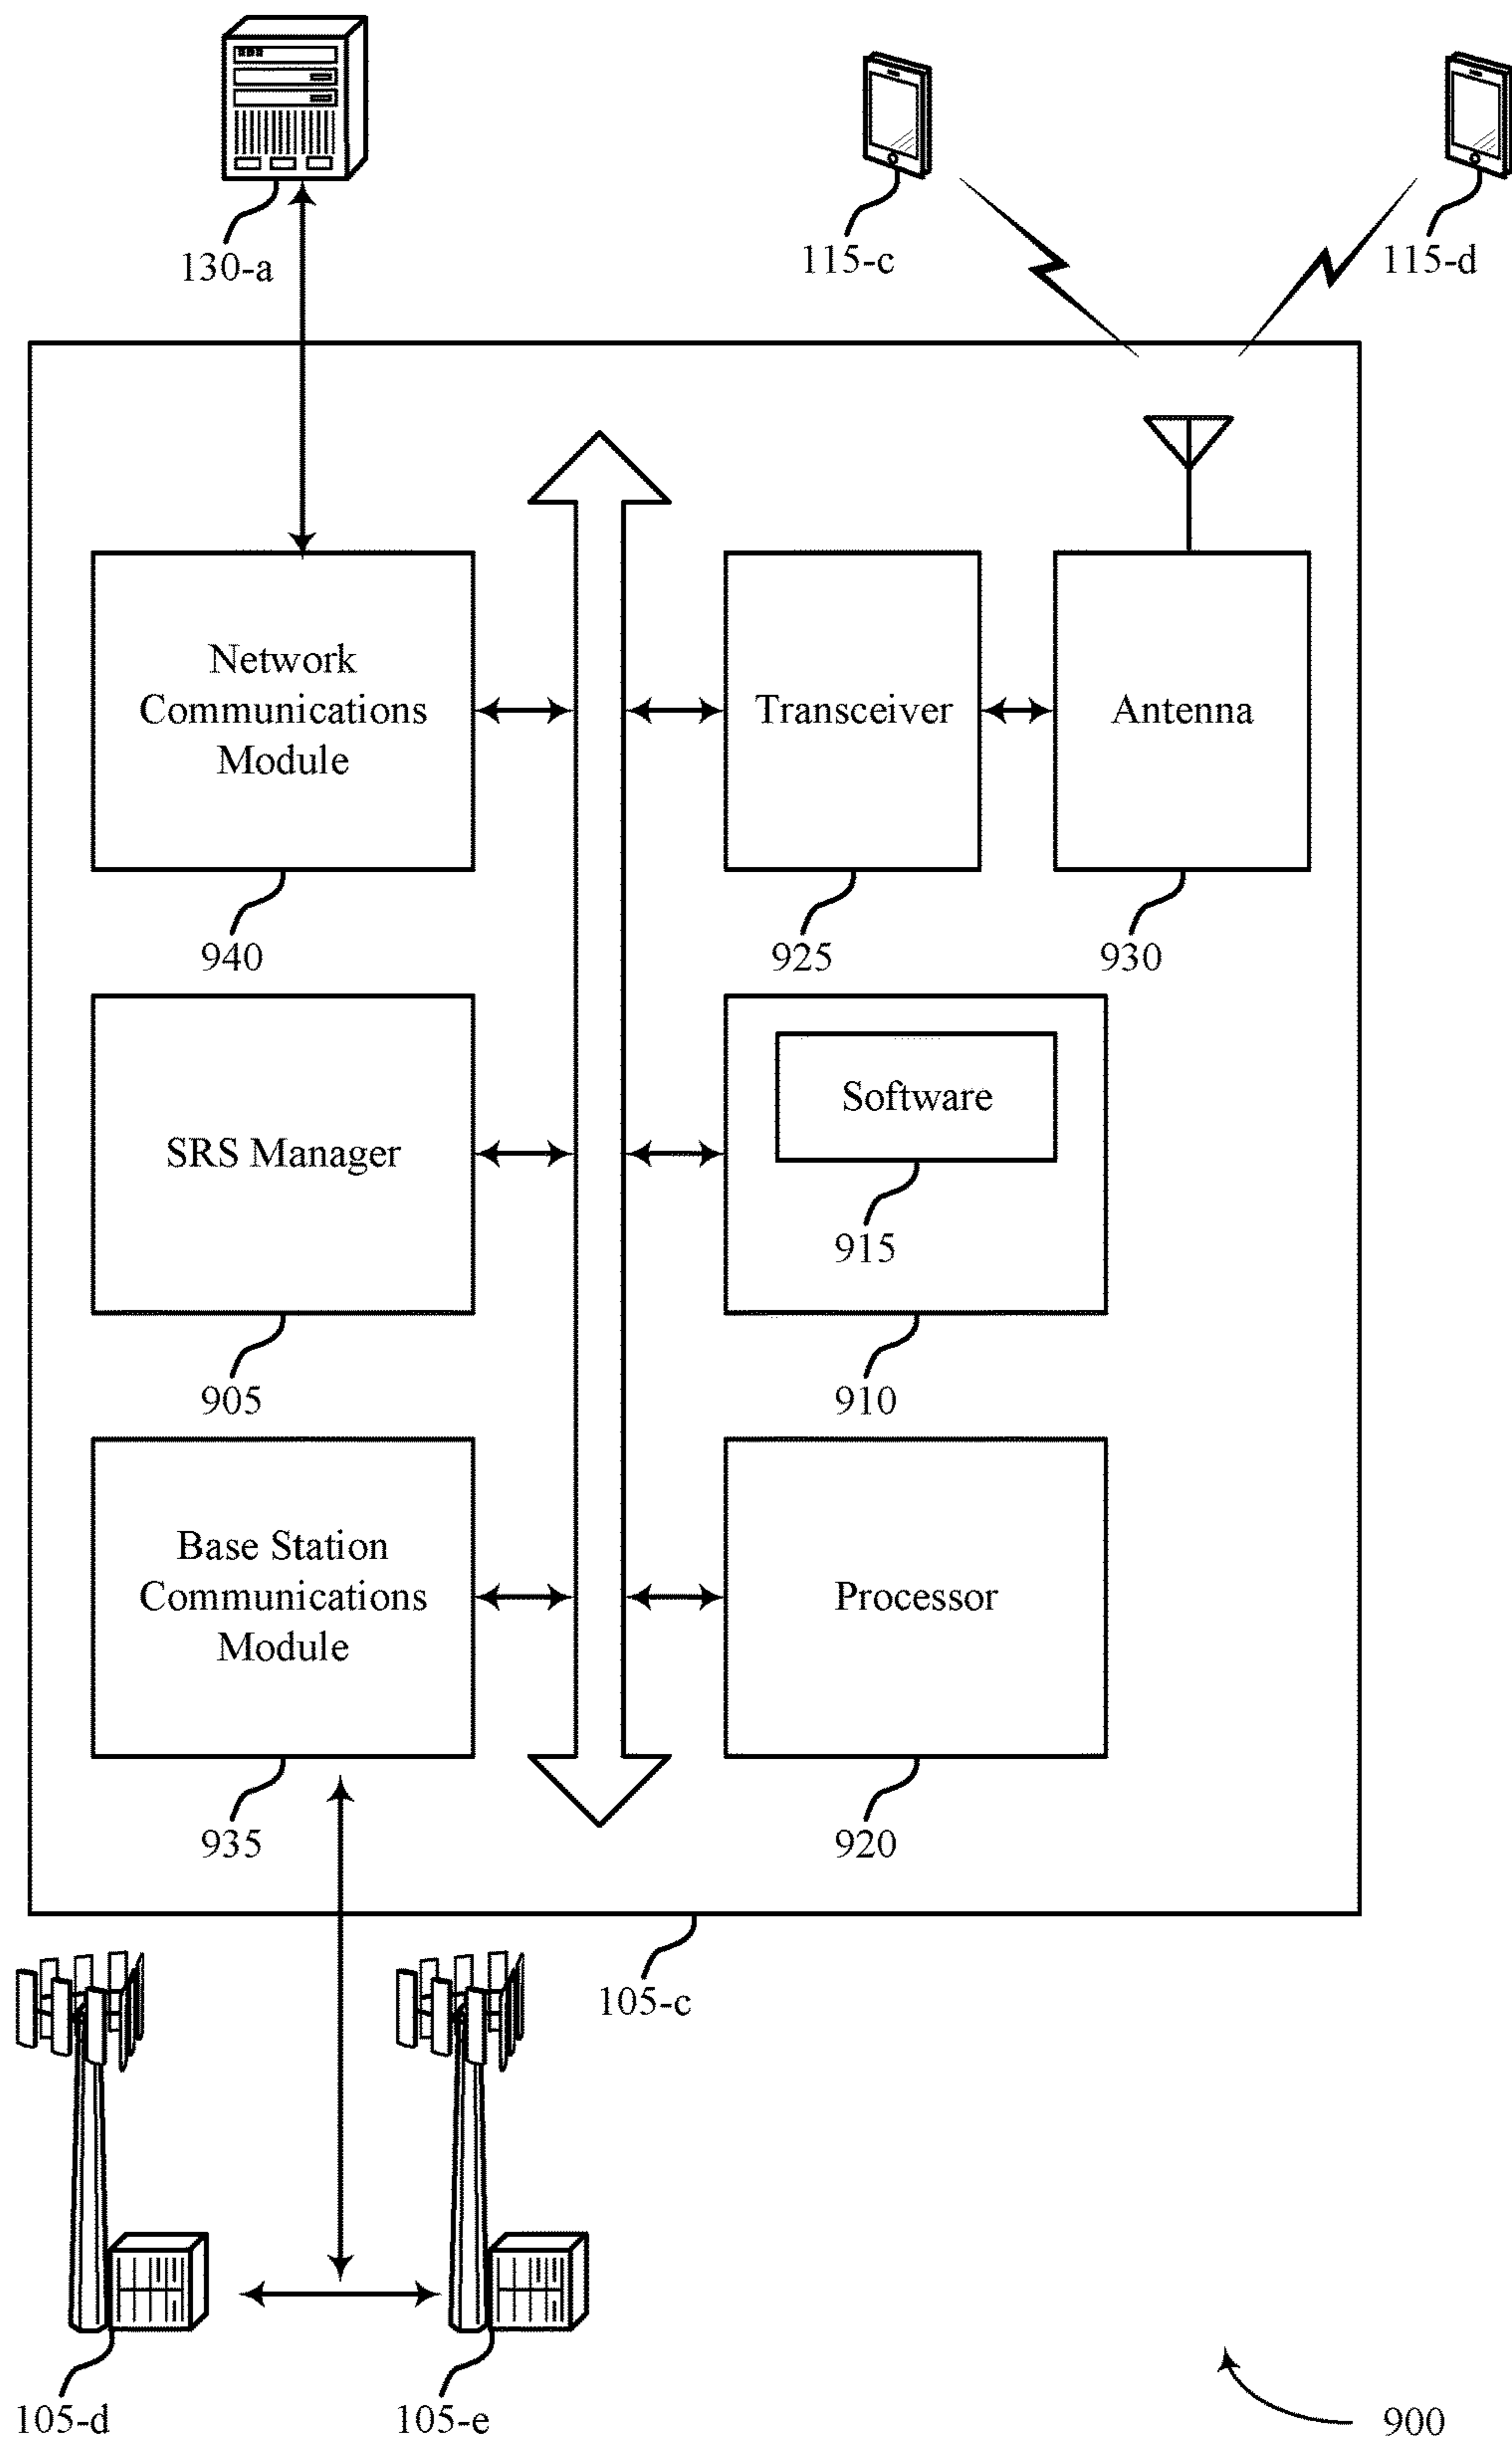 130-a
115-c
115-d
Network
Communications
Module
940
Transceiver
925
Antenna
930
SRS Manager
905
Software
915
910
Base Station
Communications
Module
935
Processor
920
105-c
105-d
105-e
900